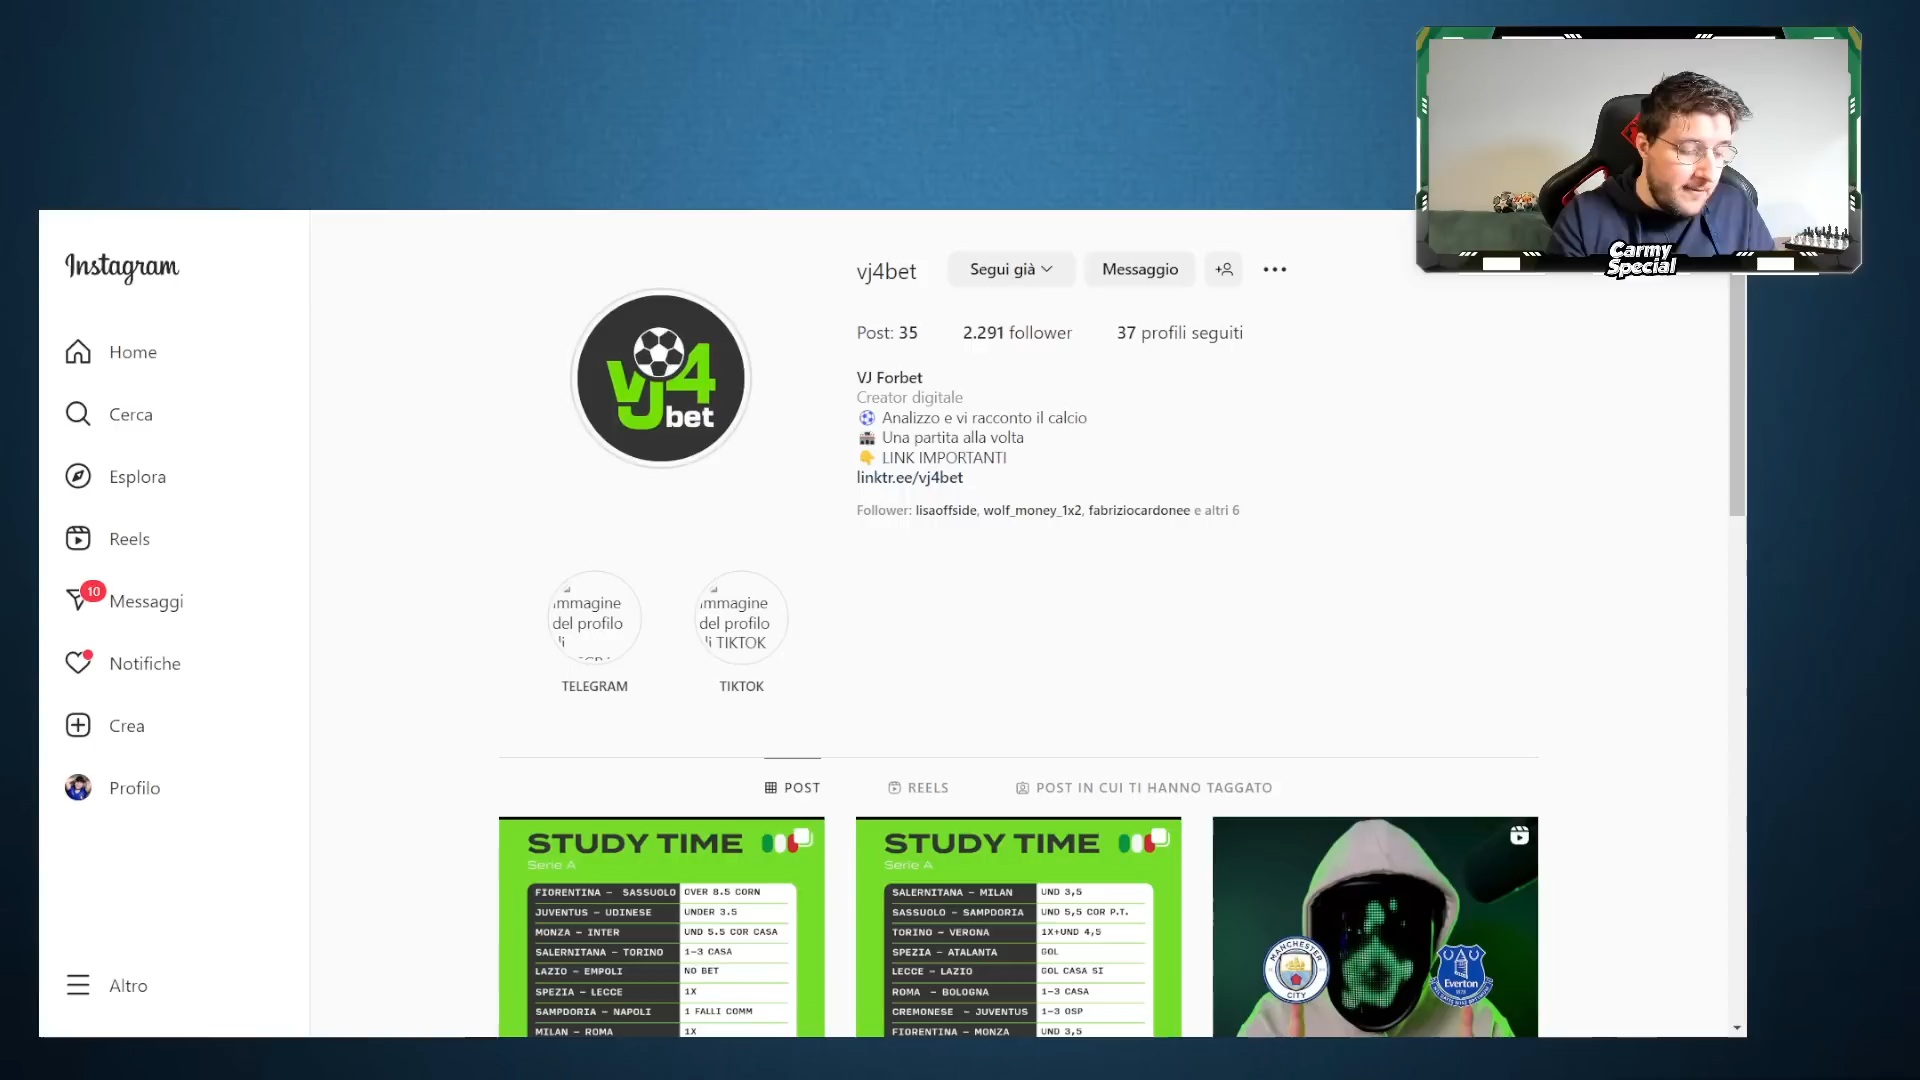 Carmy
Special
Instagram
Home
Cerca
Esplora
Reels
10
Messaggi
Notifiche
Crea
Profilo
Altro
VJ4
bet
vj4bet
Segui già
Messaggio
Post: 35
2.291 follower
37 profili seguiti
VJ Forbet
Creator digitale
Analizzo e vi racconto il calcio
Una partita alla volta
LINK IMPORTANTI
linktr.ee/vj4bet
Follower: lisaoffside, wolf_money_1x2, fabriziocardonee e altri 6
Immagine
del profilo
di
TELEGRAM
Immagine
del profilo
di TIKTOK
TIKTOK
POST
REELS
POST IN CUI TI HANNO TAGGATO
STUDY TIME
Serie A
FIORENTINA – SASSUOLO OVER 8.5 CORN
JUVENTUS – UDINESE UNDER 3.5
MONZA – INTER UND 5.5 COR CASA
SALERNITANA – TORINO 1–3 CASA
LAZIO – EMPOLI NO BET
SPEZIA – LECCE 1X
SAMPDORIA – NAPOLI 1 FALLI COMM
MILAN – ROMA 1X
STUDY TIME
Serie A
SALERNITANA – MILAN UND 3,5
SASSUOLO – SAMPDORIA UND 5,5 COR P.T.
TORINO – VERONA 1X+UND 4,5
SPEZIA – ATALANTA GOL
LECCE – LAZIO GOL CASA SI
ROMA – BOLOGNA 1–3 CASA
CREMONESE – JUVENTUS 1–3 OSP
FIORENTINA – MONZA UND 3,5
MANCHESTER
CITY
Everton